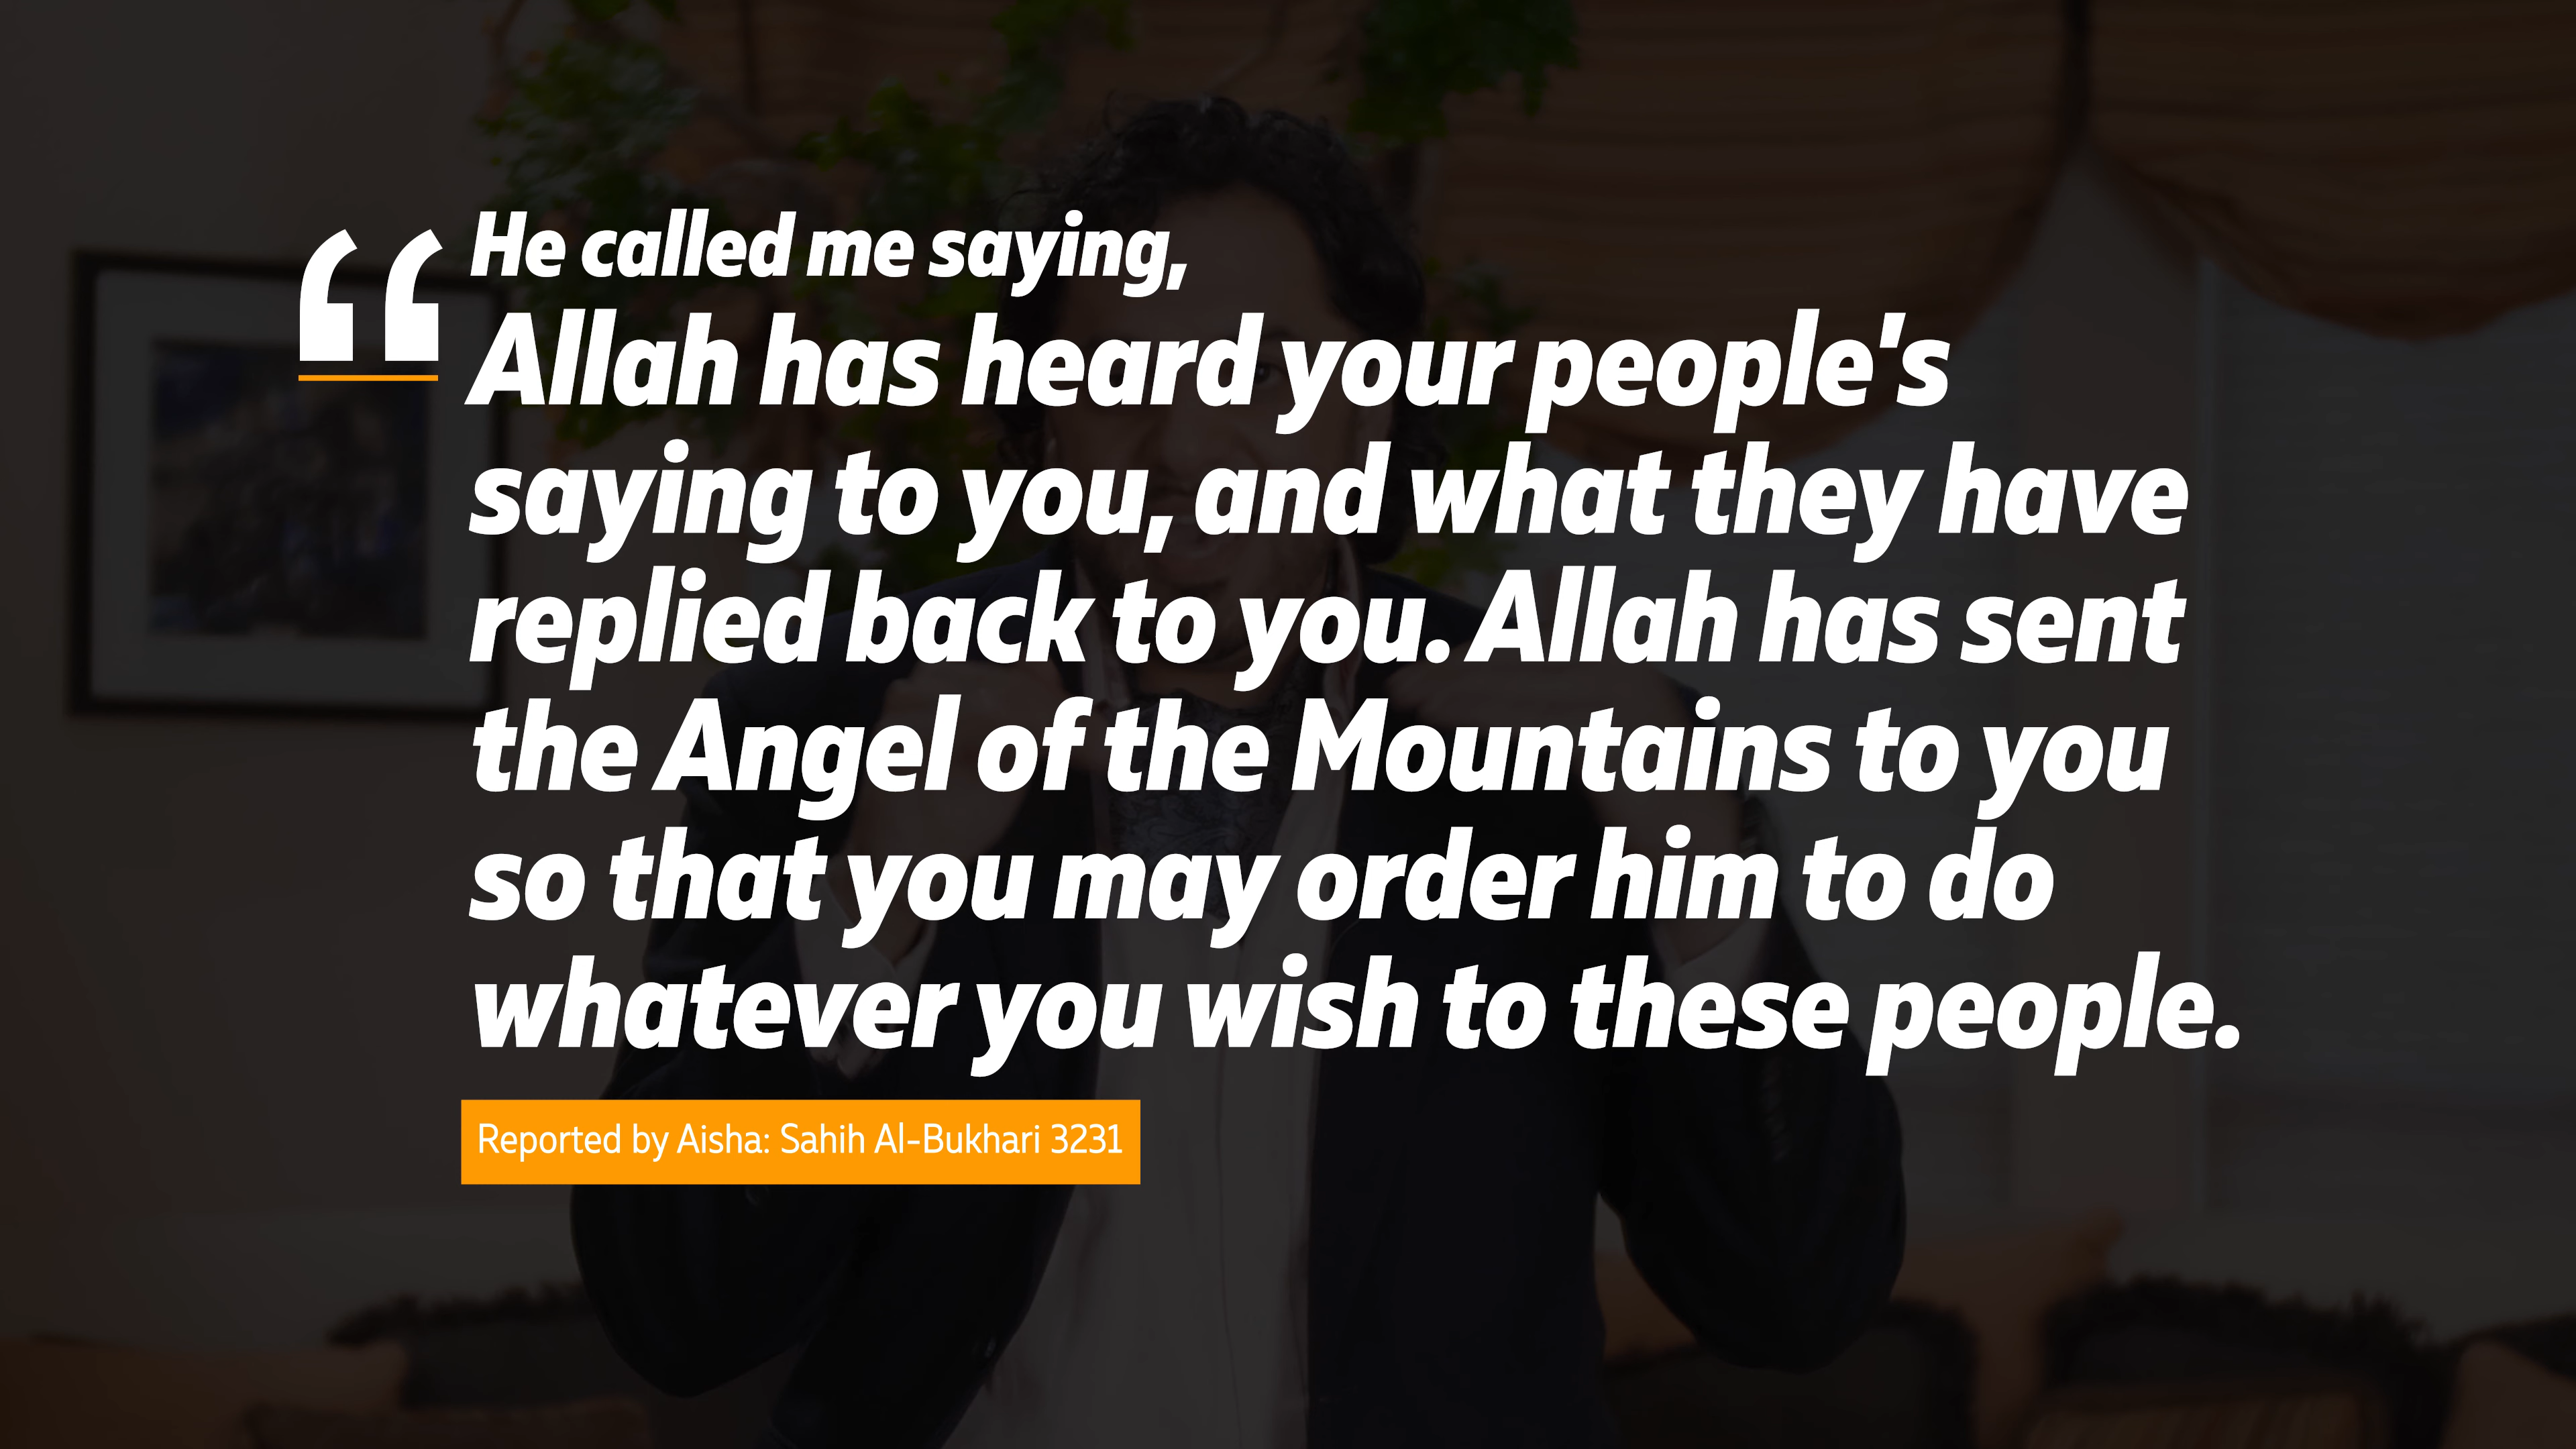 “ He called me saying,
Allah has heard your people's
saying to you, and what they have
replied back to you. Allah has sent
the Angel of the Mountains to you
so that you may order him to do
whatever you wish to these people.
Reported by Aisha: Sahih Al-Bukhari 3231